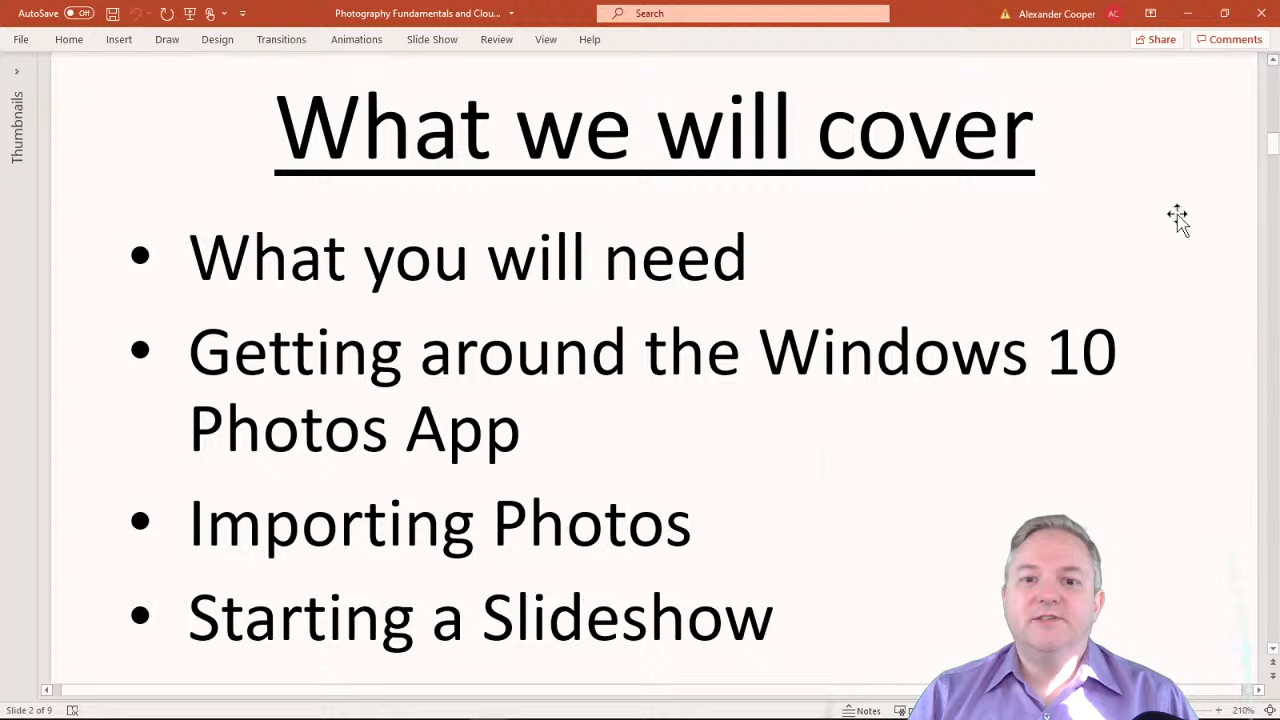 AutoSave Off Photography Fundamentals and Clou... Search Alexander Cooper AC
File Home Insert Draw Design Transitions Animations Slide Show Review View Help Share Comments
Thumbnails
What we will cover
• What you will need
• Getting around the Windows 10
Photos App
• Importing Photos
• Starting a Slideshow
Slide 2 of 9 Notes 210%